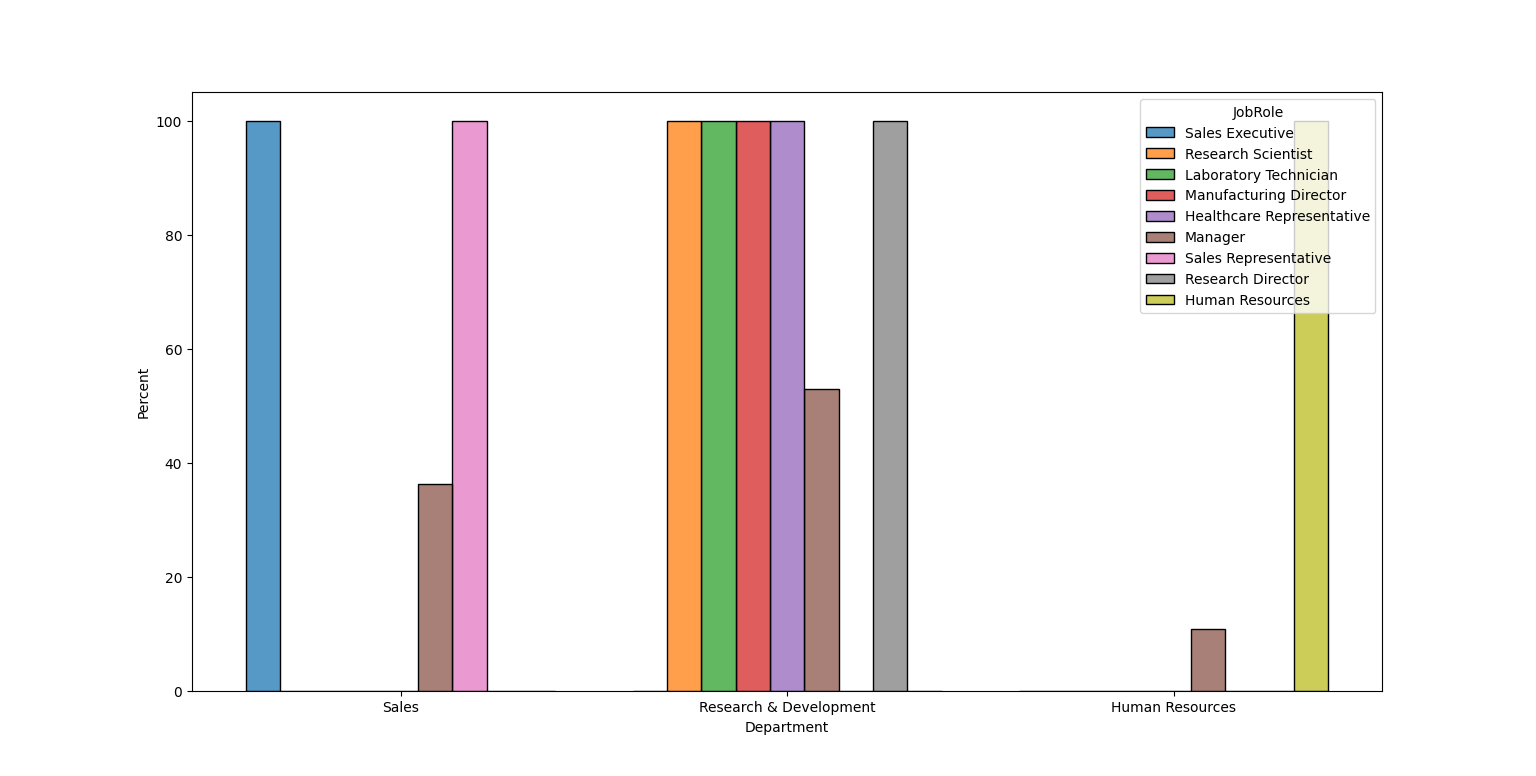 100
80
60
40
20
0
Percent
JobRole
Sales Executive
Research Scientist
Laboratory Technician
Manufacturing Director
Healthcare Representative
Manager
Sales Representative
Research Director
Human Resources
Sales
Research & Development
Human Resources
Department